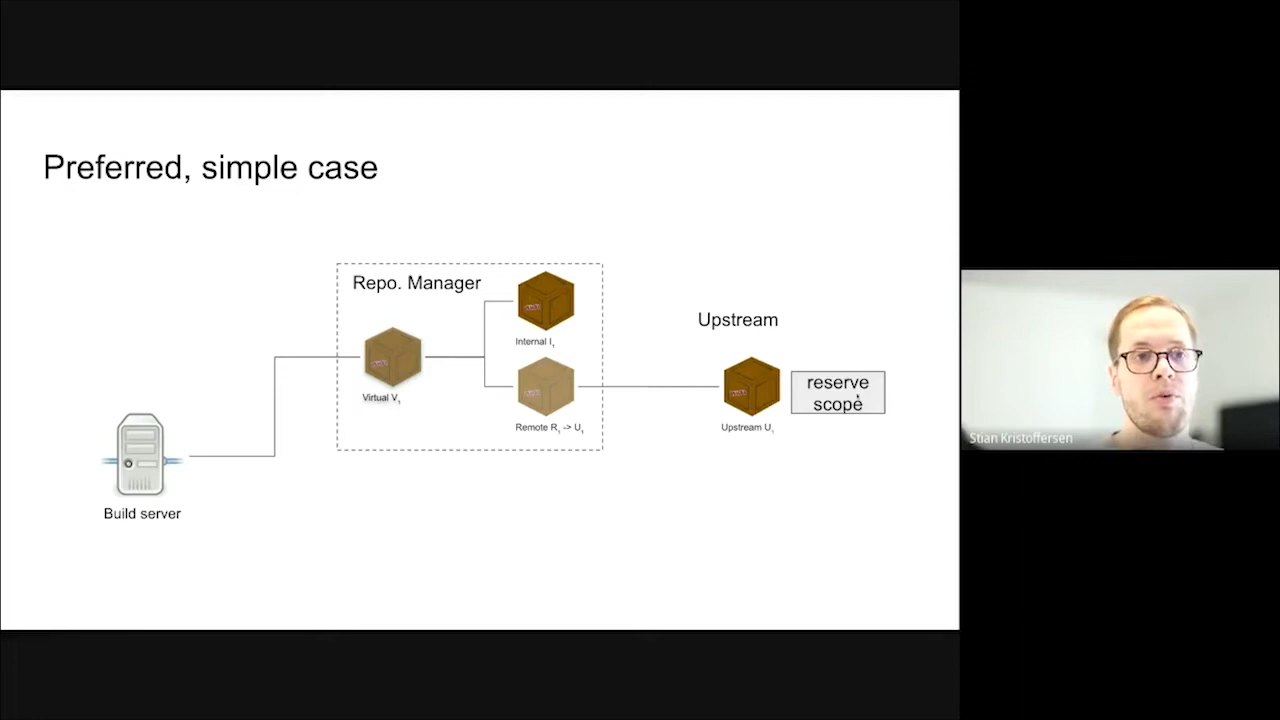 Preferred, simple case
Repo. Manager
Internal I1
Upstream
Virtual V1
reserve
scope
Remote R1 -> U1
Upstream U1
Stian Kristoffersen
Build server